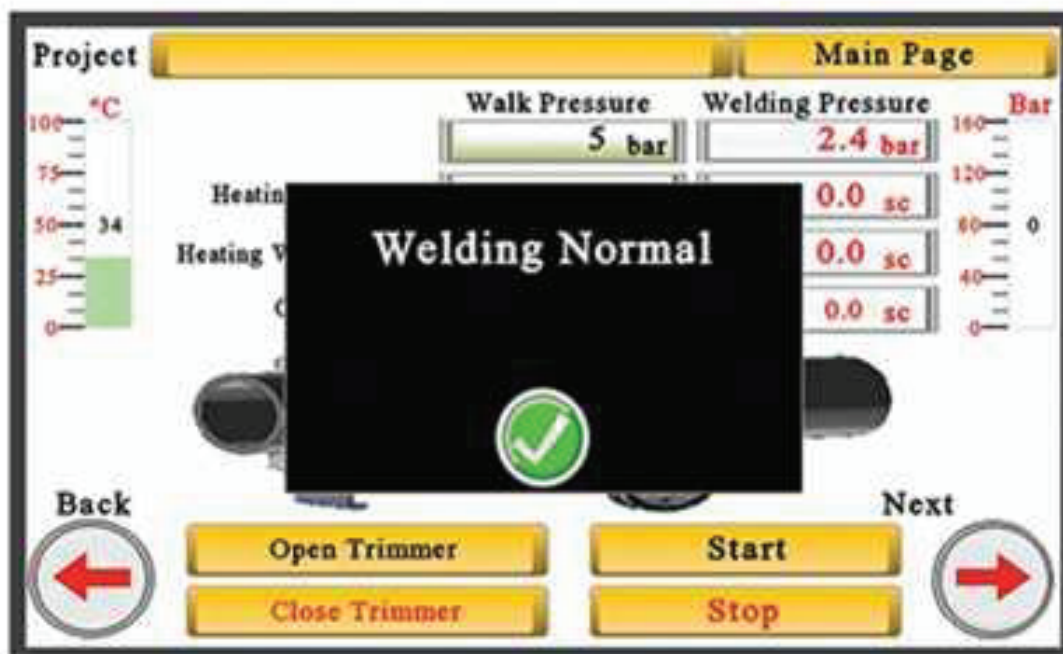 Project
Main Page
°C
Walk Pressure
Welding Pressure
Bar
100
75
50
25
0
34
5 bar
2.4 bar
160
120
80
40
0
0
Heating
0.0 sc
Heating
0.0 sc
0.0 sc
Welding Normal
Back
Next
Open Trimmer
Start
Close Trimmer
Stop